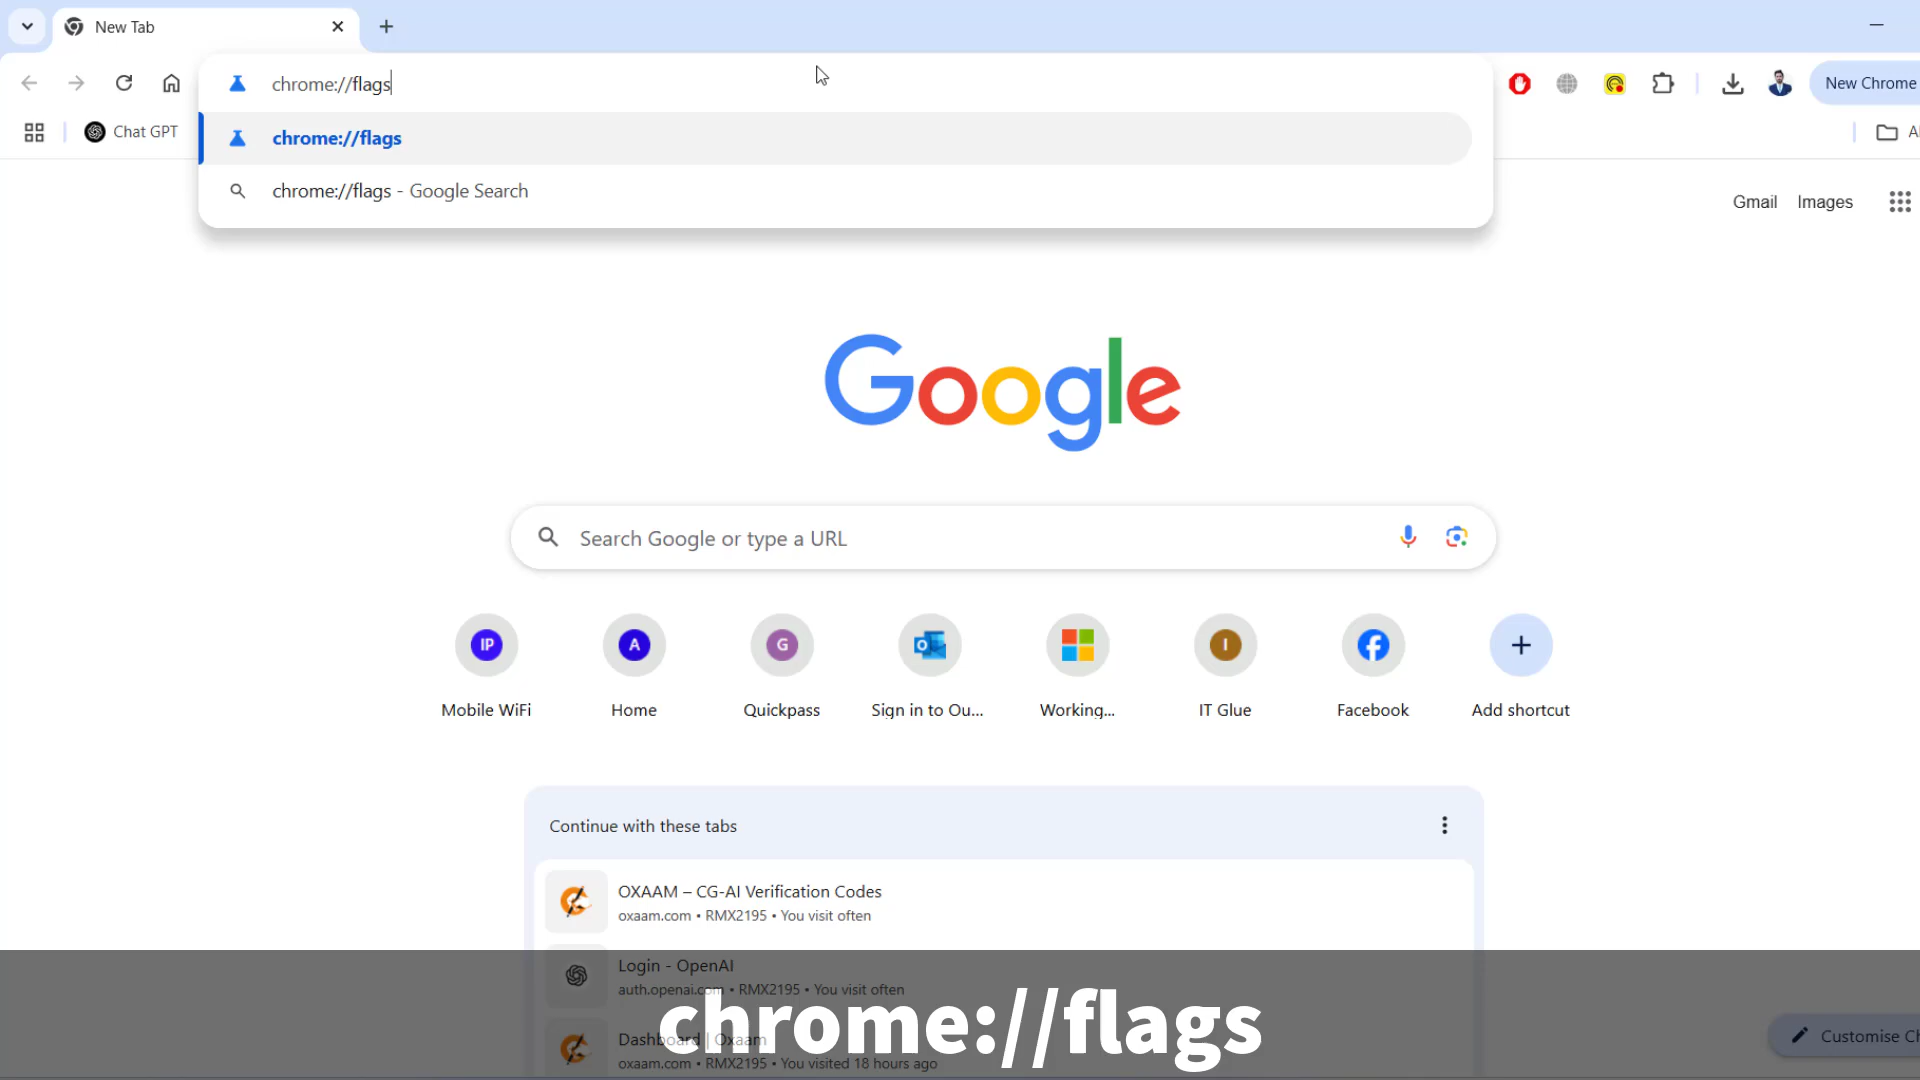 New Tab
chrome://flags
New Chrome
chrome://flags
Chat GPT
chrome://flags - Google Search
Gmail
Images
Google
Search Google or type a URL
IP
A
G
I
Mobile WiFi
Home
Quickpass
Sign in to Ou...
Working...
IT Glue
Facebook
Add shortcut
Continue with these tabs
OXAAM – CG-AI Verification Codes
oxaam.com • RMX2195 • You visit often
Login - OpenAI
auth.openai.com • RMX2195 • You visit often
chrome://flags
Dashboard | Oxaam
oxaam.com • RMX2195 • You visited 18 hours ago
Customise Ch